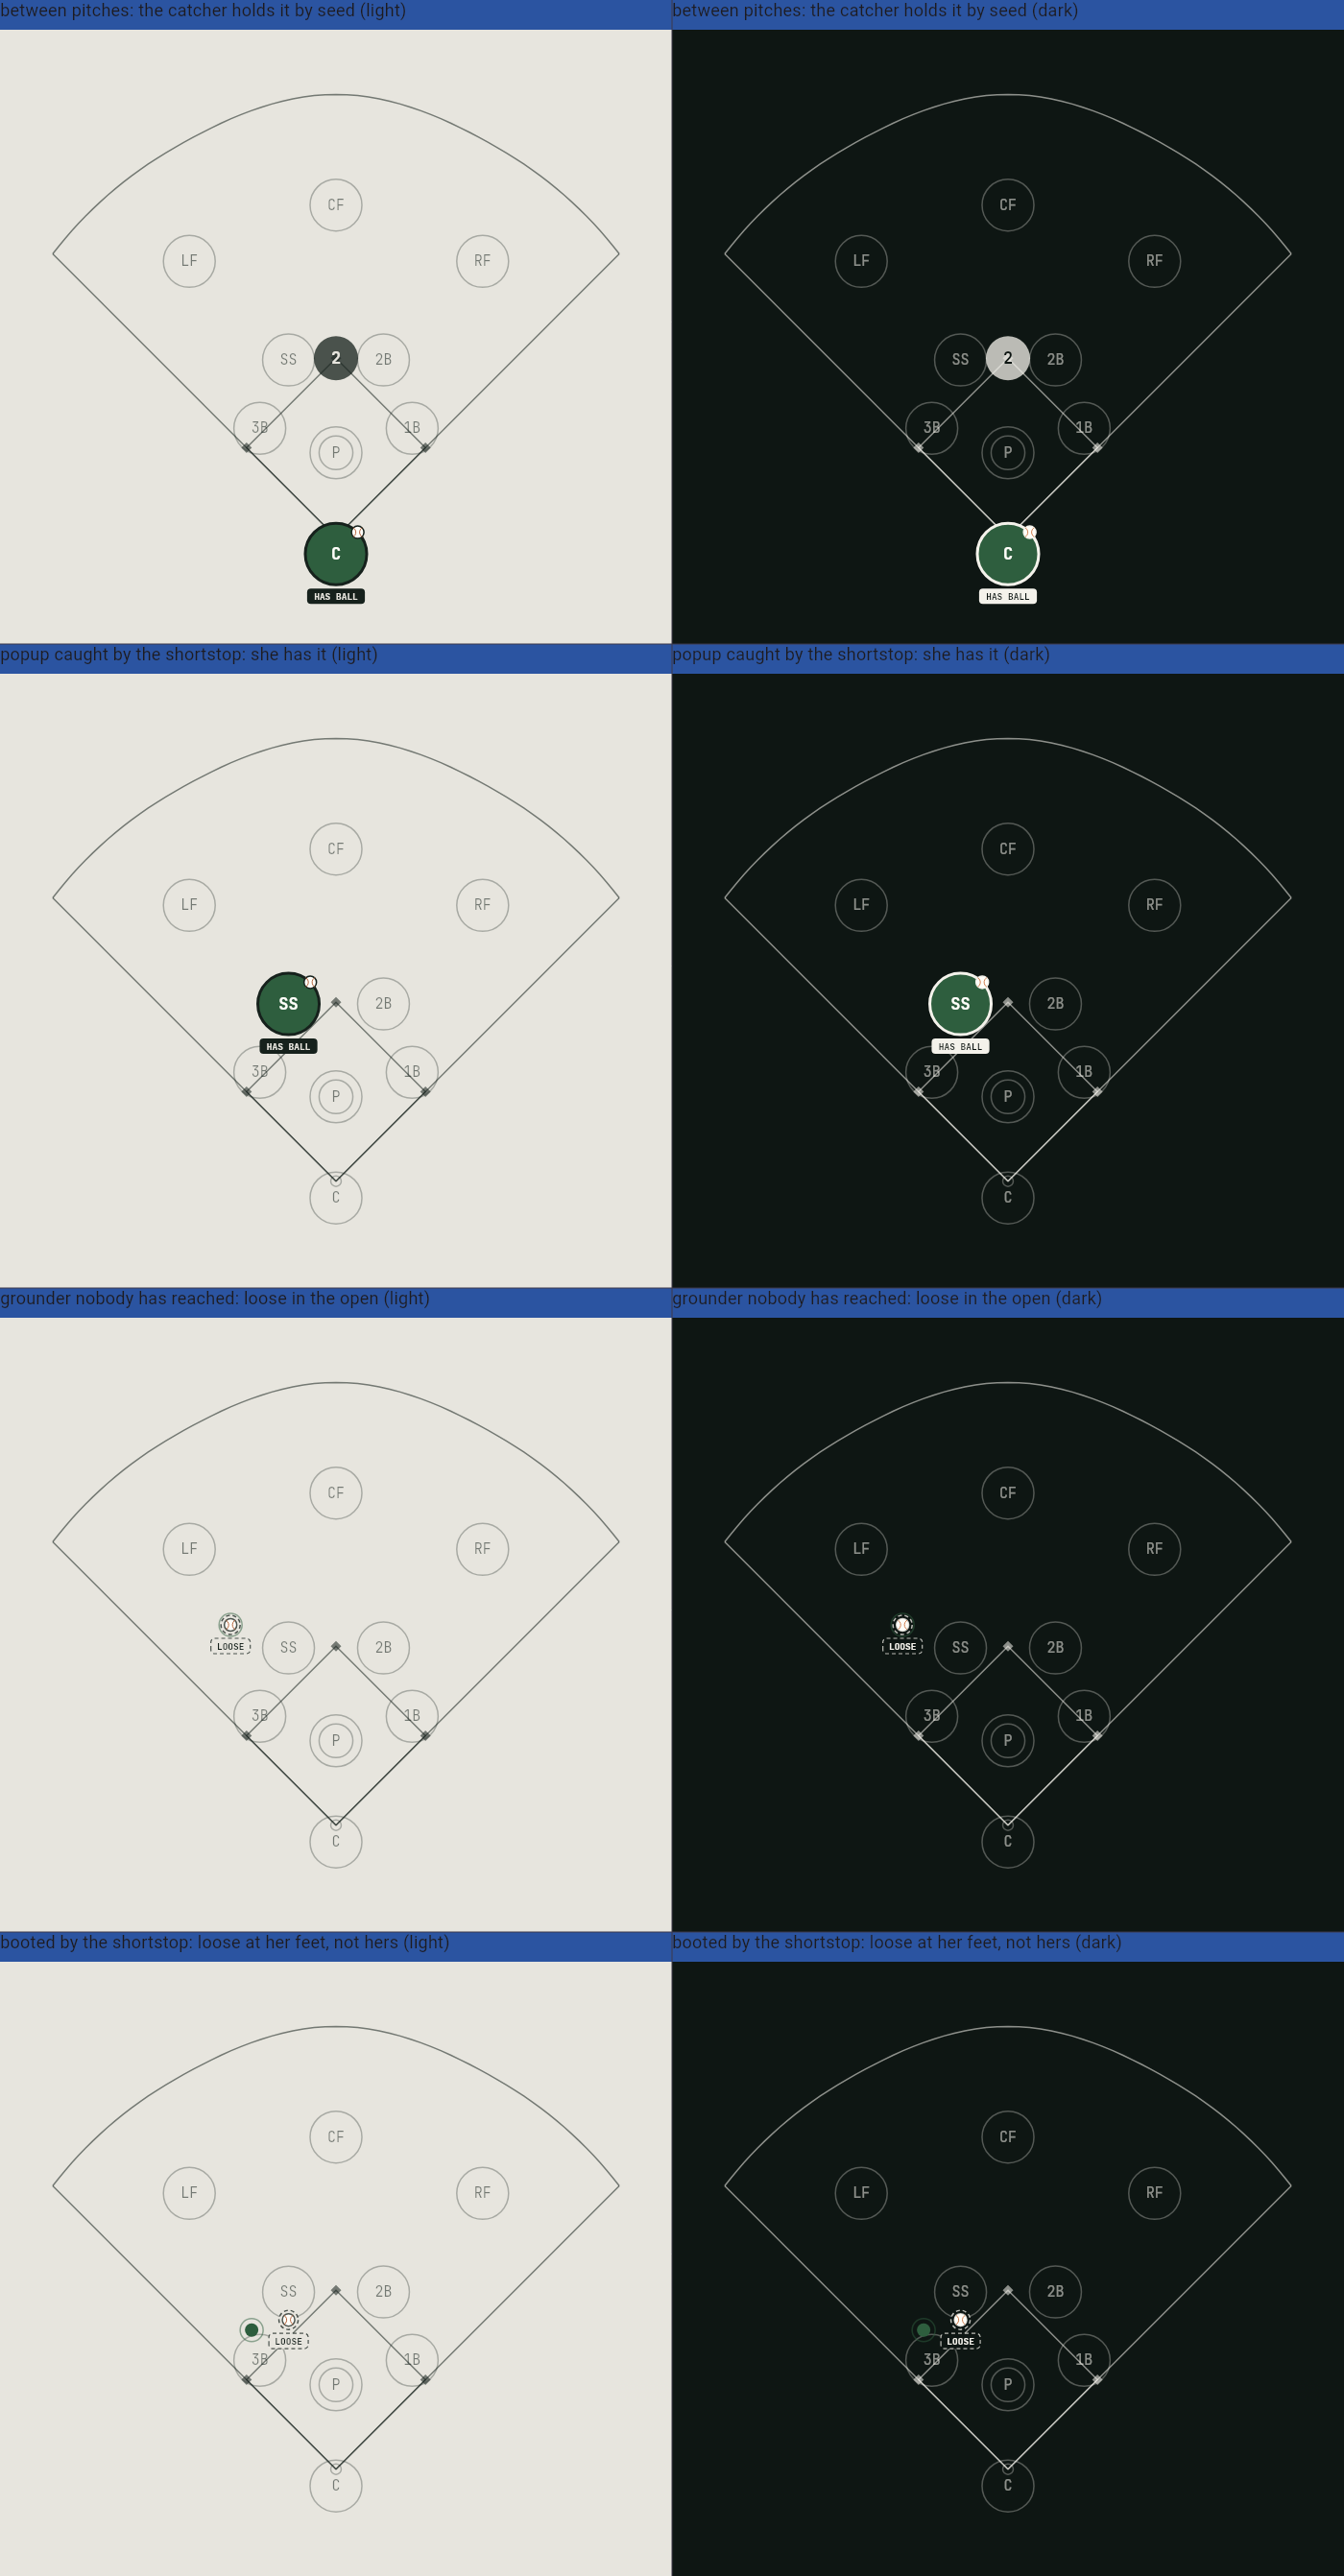 between pitches: the catcher holds it by seed (light)
CF
LF
RF
SS
2
2B
3B
1B
P
C
HAS BALL
between pitches: the catcher holds it by seed (dark)
CF
LF
RF
SS
2
2B
3B
1B
P
C
HAS BALL
popup caught by the shortstop: she has it (light)
CF
LF
RF
SS
2B
HAS BALL
3B
1B
P
C
popup caught by the shortstop: she has it (dark)
CF
LF
RF
SS
2B
HAS BALL
3B
1B
P
C
grounder nobody has reached: loose in the open (light)
CF
LF
RF
LOOSE
SS
2B
3B
1B
P
C
grounder nobody has reached: loose in the open (dark)
CF
LF
RF
LOOSE
SS
2B
3B
1B
P
C
booted by the shortstop: loose at her feet, not hers (light)
CF
LF
RF
SS
2B
LOOSE
3B
1B
P
C
booted by the shortstop: loose at her feet, not hers (dark)
CF
LF
RF
SS
2B
LOOSE
3B
1B
P
C